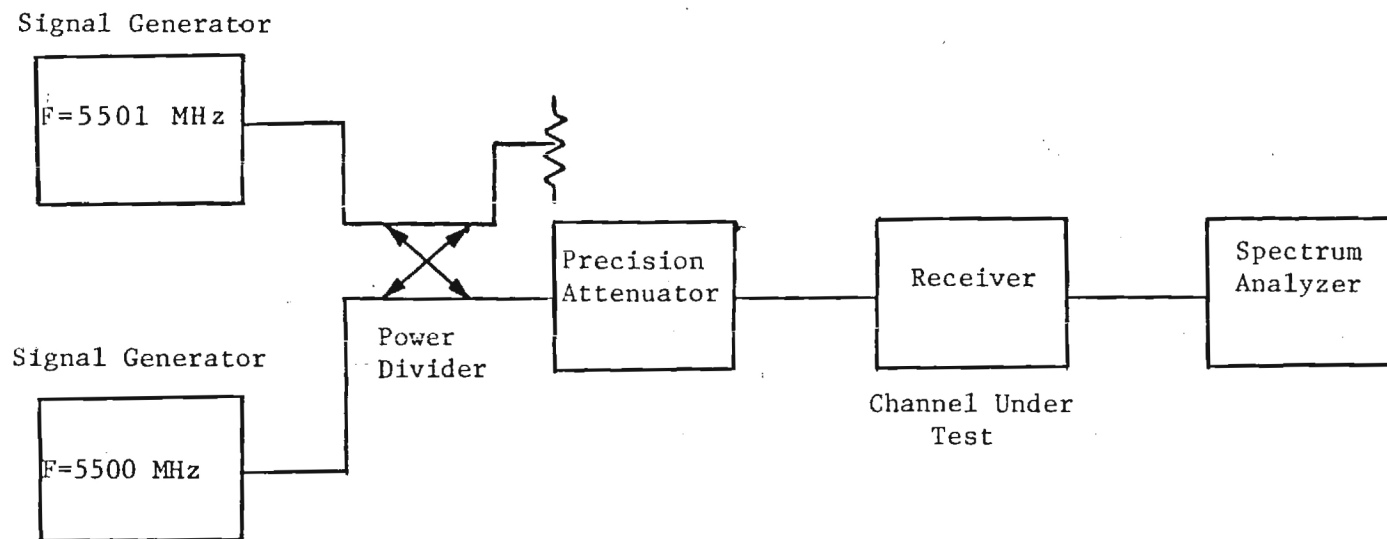 Signal Generator
F=5501 MHz
Precision
Attenuator
Receiver
Spectrum
Analyzer
Power
Divider
Signal Generator
Channel Under
Test
F=5500 MHz